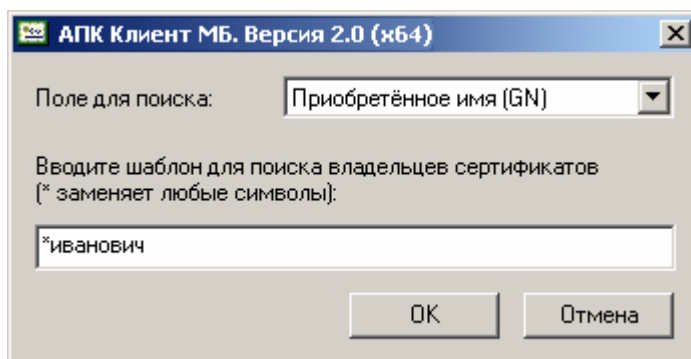 АПК Клиент МБ. Версия 2.0 (x64)
Поле для поиска: Приобретённое имя (GN)
Вводите шаблон для поиска владельцев сертификатов
(* заменяет любые символы):
*иванович
OK Отмена